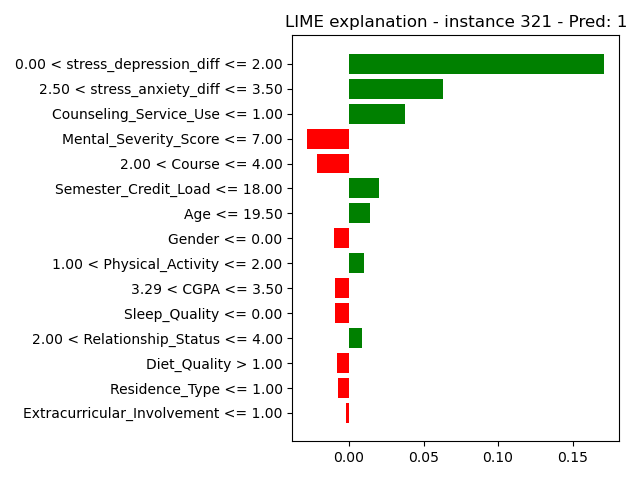 LIME explanation - instance 321 - Pred: 1
0.00 < stress_depression_diff <= 2.00
2.50 < stress_anxiety_diff <= 3.50
Counseling_Service_Use <= 1.00
Mental_Severity_Score <= 7.00
2.00 < Course <= 4.00
Semester_Credit_Load <= 18.00
Age <= 19.50
Gender <= 0.00
1.00 < Physical_Activity <= 2.00
3.29 < CGPA <= 3.50
Sleep_Quality <= 0.00
2.00 < Relationship_Status <= 4.00
Diet_Quality > 1.00
Residence_Type <= 1.00
Extracurricular_Involvement <= 1.00
0.00 0.05 0.10 0.15